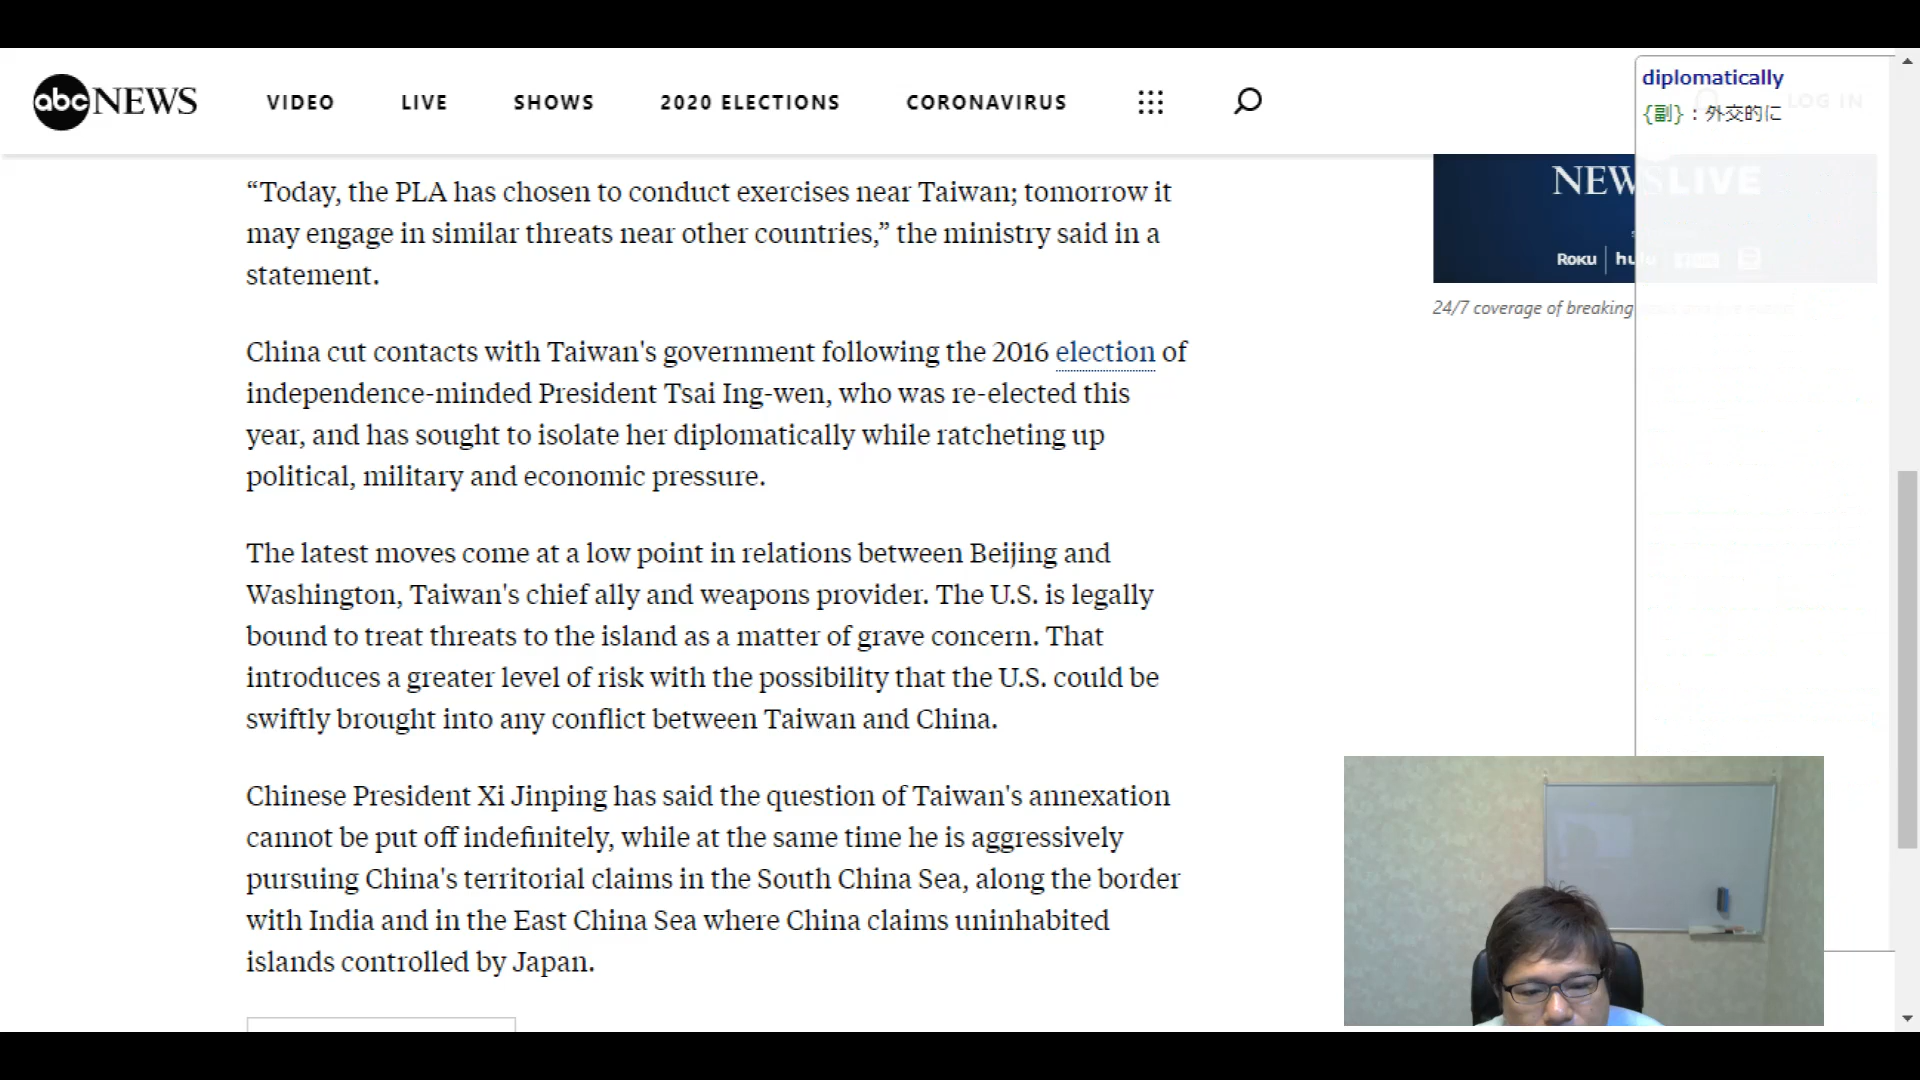 abc NEWS
VIDEO
LIVE
SHOWS
2020 ELECTIONS
CORONAVIRUS
LOG IN
diplomatically
{副}：外交的に
NEWS LIVE
Roku
hulu
24/7 coverage of breaking
“Today, the PLA has chosen to conduct exercises near Taiwan; tomorrow it
may engage in similar threats near other countries,” the ministry said in a
statement.
China cut contacts with Taiwan's government following the 2016 election of
independence-minded President Tsai Ing-wen, who was re-elected this
year, and has sought to isolate her diplomatically while ratcheting up
political, military and economic pressure.
The latest moves come at a low point in relations between Beijing and
Washington, Taiwan's chief ally and weapons provider. The U.S. is legally
bound to treat threats to the island as a matter of grave concern. That
introduces a greater level of risk with the possibility that the U.S. could be
swiftly brought into any conflict between Taiwan and China.
Chinese President Xi Jinping has said the question of Taiwan's annexation
cannot be put off indefinitely, while at the same time he is aggressively
pursuing China's territorial claims in the South China Sea, along the border
with India and in the East China Sea where China claims uninhabited
islands controlled by Japan.